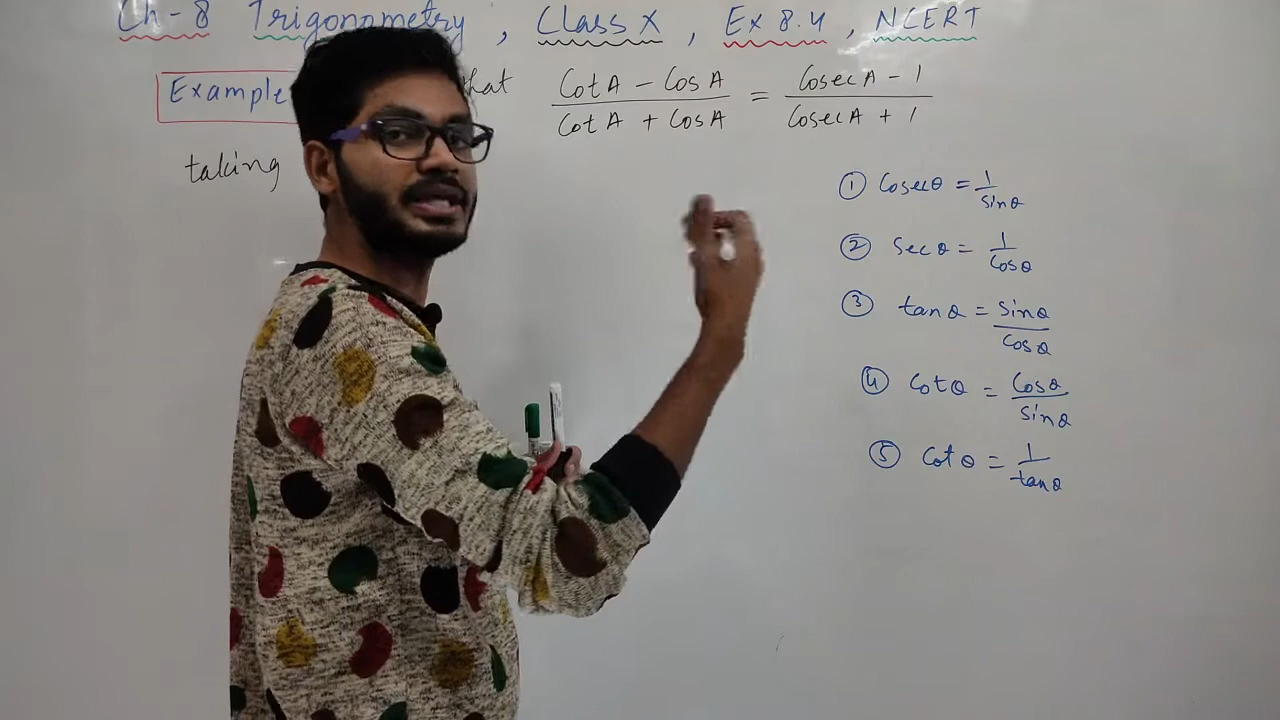 Ch-8 Trigonometry, Class X, Ex 8.4, NCERT
Example that (Cot A - Cos A)/(Cot A + Cos A) = (Cosec A - 1)/(Cosec A + 1)
taking
① Cosec θ = 1/sin θ
② Sec θ = 1/Cos θ
③ tan θ = sin θ/Cos θ
④ Cot θ = Cos θ/sin θ
⑤ Cot θ = 1/tan θ